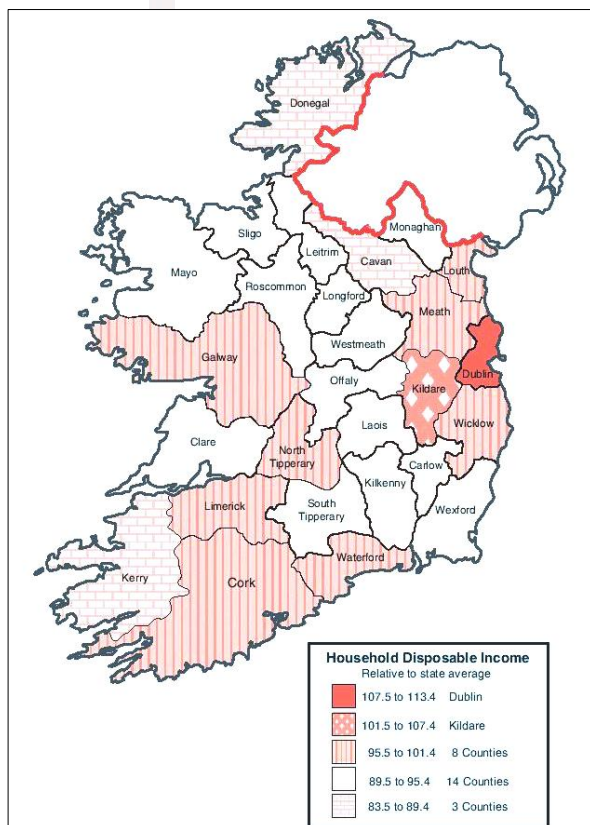 Donegal
Monaghan
Sligo
Leitrim
Cavan
Louth
Mayo
Roscommon
Longford
Meath
Westmeath
Galway
Offaly
Kildare
Dublin
Laois
Wicklow
Clare
North
Tipperary
Carlow
Kilkenny
Limerick
South
Tipperary
Wexford
Waterford
Kerry
Cork
Household Disposable Income
Relative to state average
107.5 to 113.4 Dublin
101.5 to 107.4 Kildare
95.5 to 101.4 8 Counties
89.5 to 95.4 14 Counties
83.5 to 89.4 3 Counties